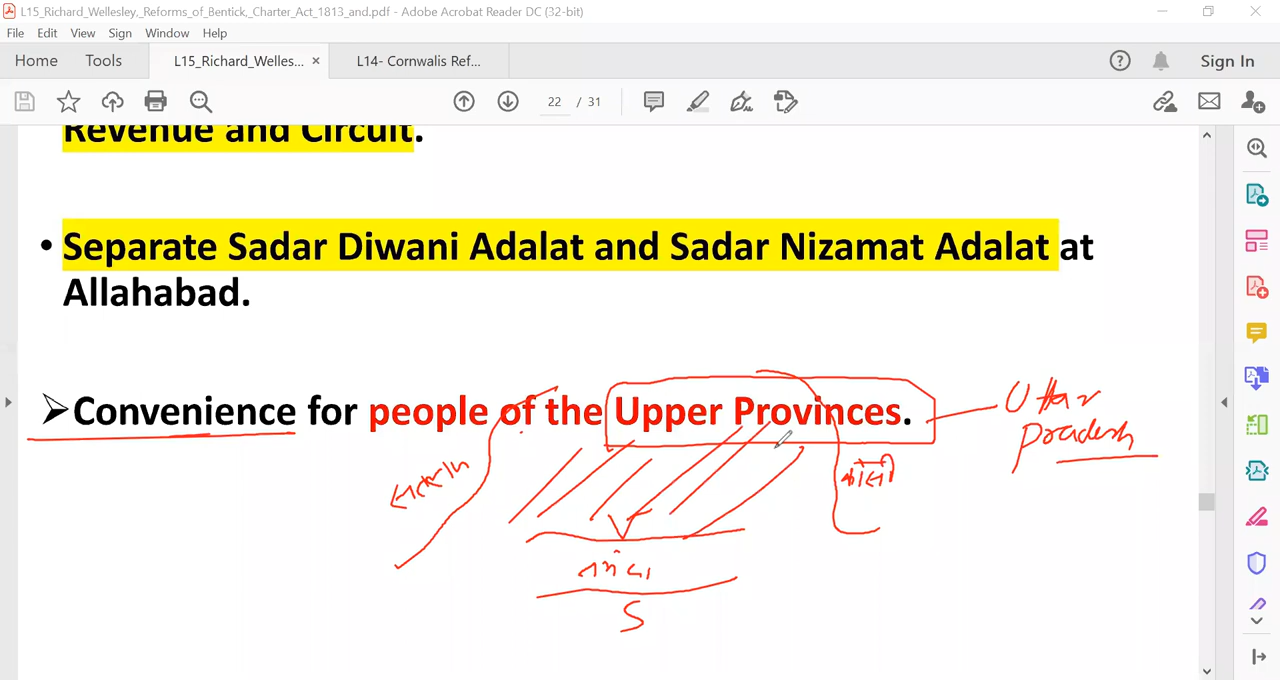 L15_Richard_Wellesley,_Reforms_of_Bentick,_Charter_Act_1813_and.pdf - Adobe Acrobat Reader DC (32-bit)
File Edit View Sign Window Help
Home Tools L15_Richard_Welles... × L14- Cornwalis Ref...
Sign In
22 / 31
Revenue and Circuit.
• Separate Sadar Diwani Adalat and Sadar Nizamat Adalat at
Allahabad.
➢Convenience for people of the Upper Provinces.
Uttar
Pradesh
S